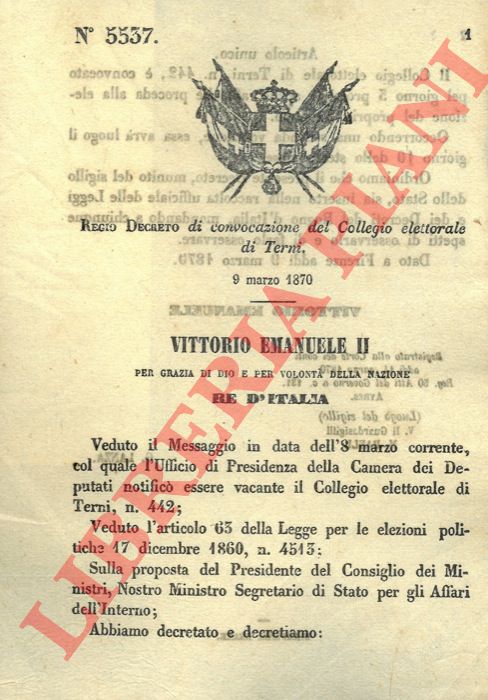 N° 5537.
1
REGIO DECRETO di convocazione del Collegio elettorale
di Terni.
9 marzo 1870
VITTORIO EMANUELE II
PER GRAZIA DI DIO E PER VOLONTÀ DELLA NAZIONE
RE D'ITALIA
Veduto il Messaggio in data dell'8 marzo corrente,
col quale l'Ufficio di Presidenza della Camera dei De-
putati notificò essere vacante il Collegio elettorale di
Terni, n. 442;
Veduto l'articolo 63 della Legge per le elezioni poli-
tiche 17 dicembre 1860, n. 4513;
Sulla proposta del Presidente del Consiglio dei Mi-
nistri, Nostro Ministro Segretario di Stato per gli Affari
dell'Interno;
Abbiamo decretato e decretiamo:
LIBRERIA PIANI